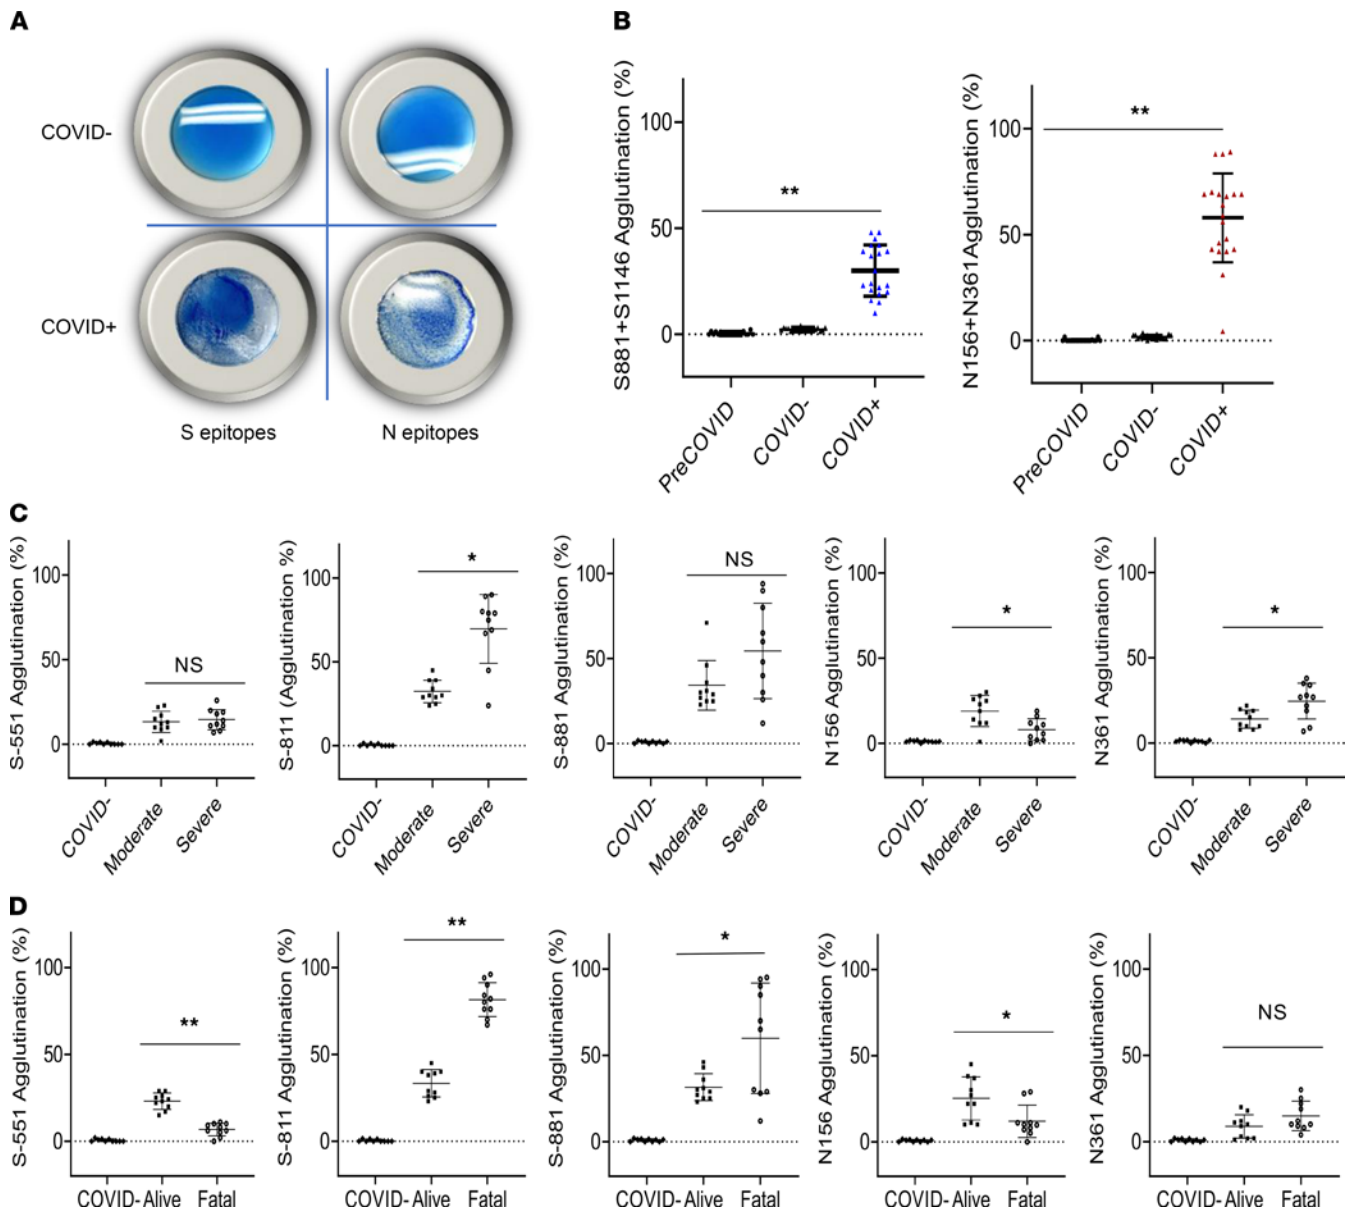 A
COVID-
COVID+
S epitopes
N epitopes
B
S881+S1146 Agglutination (%)
100
50
0
**
PreCOVID
COVID-
COVID+
N156+N361Agglutination (%)
100
50
0
**
PreCOVID
COVID-
COVID+
C
S-551 Agglutination (%)
100
50
0
NS
COVID-
Moderate
Severe
S-811 (Agglutination %)
100
50
0
*
COVID-
Moderate
Severe
S-881 Agglutination (%)
100
50
0
NS
COVID-
Moderate
Severe
N156 Agglutination (%)
100
50
0
*
COVID-
Moderate
Severe
N361 Agglutination (%)
100
50
0
*
COVID-
Moderate
Severe
D
S-551 Agglutination (%)
100
50
0
**
COVID- Alive Fatal
S-811 Agglutination (%)
100
50
0
**
COVID- Alive Fatal
S-881 Agglutination (%)
100
50
0
*
COVID- Alive Fatal
N156 Agglutination (%)
100
50
0
*
COVID- Alive Fatal
N361 Agglutination (%)
100
50
0
NS
COVID- Alive Fatal